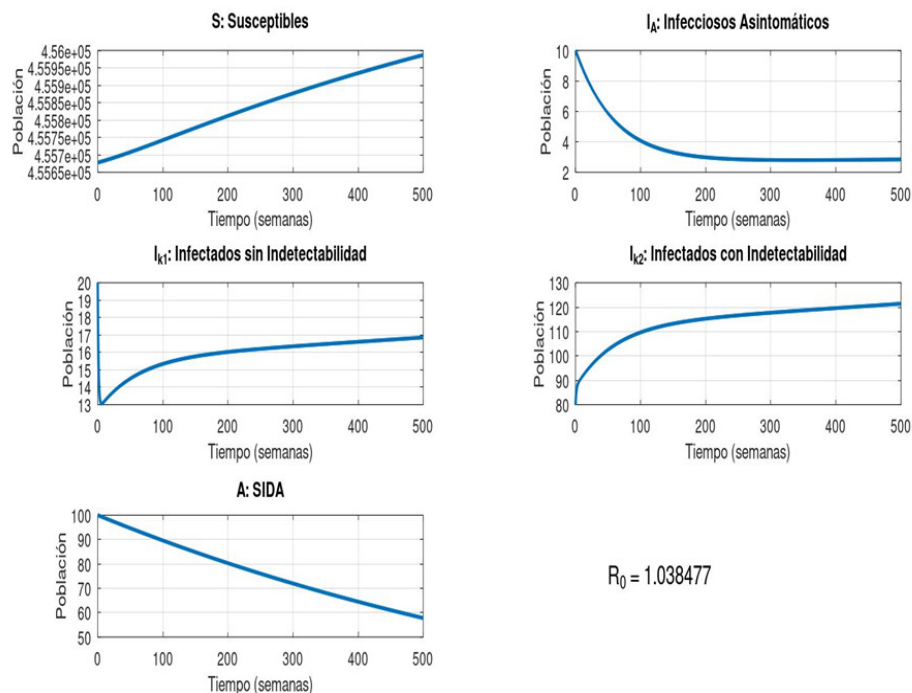 S: Susceptibles
4.56e+05
4.5595e+05
4.559e+05
4.5585e+05
4.558e+05
4.5575e+05
4.557e+05
4.5565e+05
Población
0 100 200 300 400 500
Tiempo (semanas)
I_A: Infecciosos Asintomáticos
10
8
6
4
2
Población
0 100 200 300 400 500
Tiempo (semanas)
I_k1: Infectados sin Indetectabilidad
20
19
18
17
16
15
14
13
Población
0 100 200 300 400 500
Tiempo (semanas)
I_k2: Infectados con Indetectabilidad
130
120
110
100
90
80
Población
0 100 200 300 400 500
Tiempo (semanas)
A: SIDA
100
90
80
70
60
50
Población
0 100 200 300 400 500
Tiempo (semanas)
R_0 = 1.038477